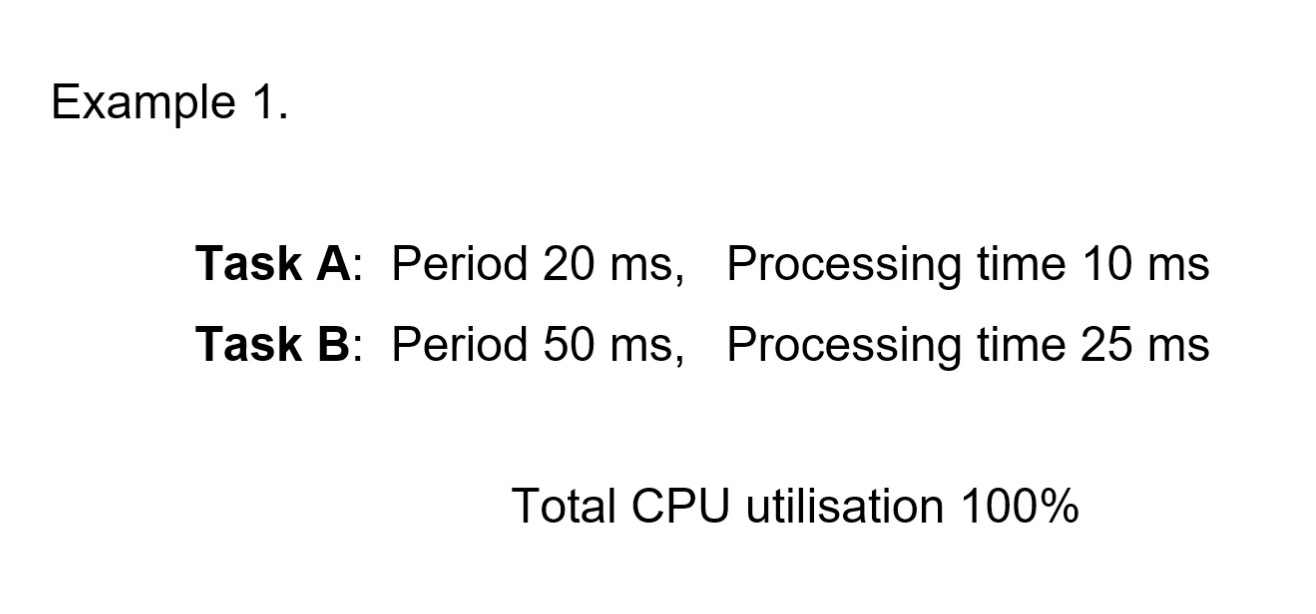 Example 1.
Task A: Period 20 ms, Processing time 10 ms
Task B: Period 50 ms, Processing time 25 ms
Total CPU utilisation 100%